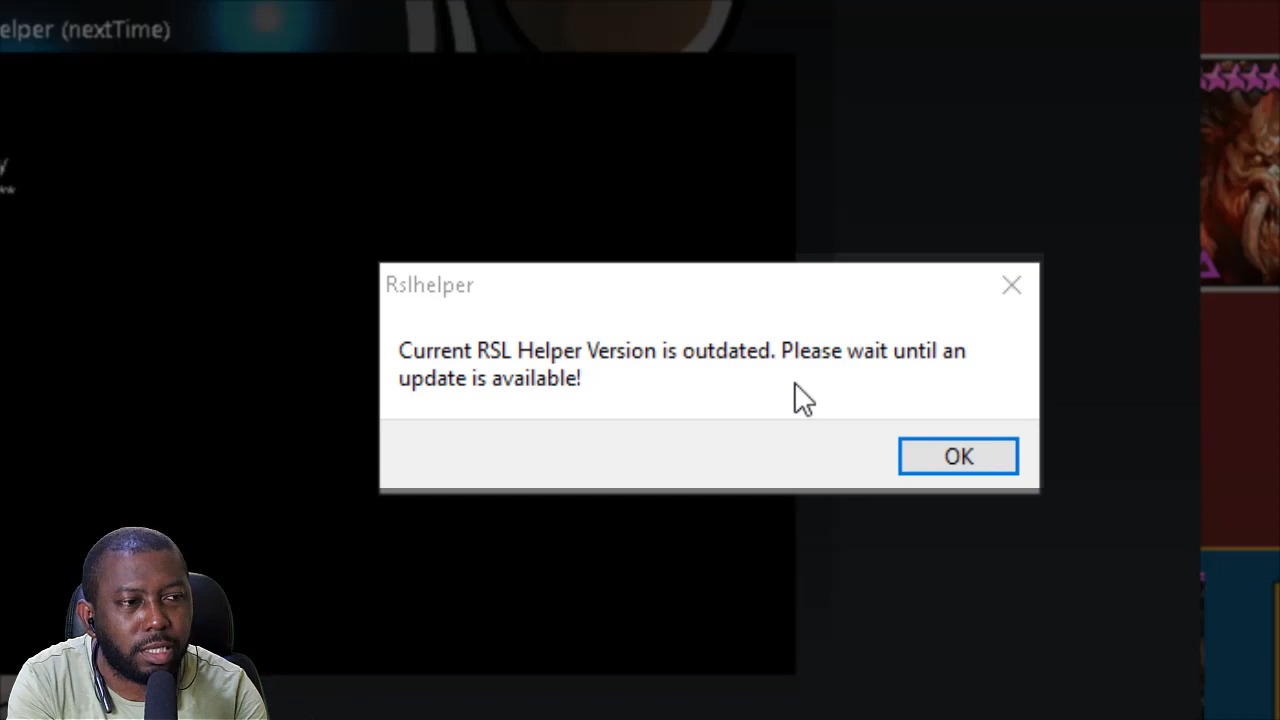 elper (nextTime)
y
**
Rslhelper
Current RSL Helper Version is outdated. Please wait until an
update is available!
OK